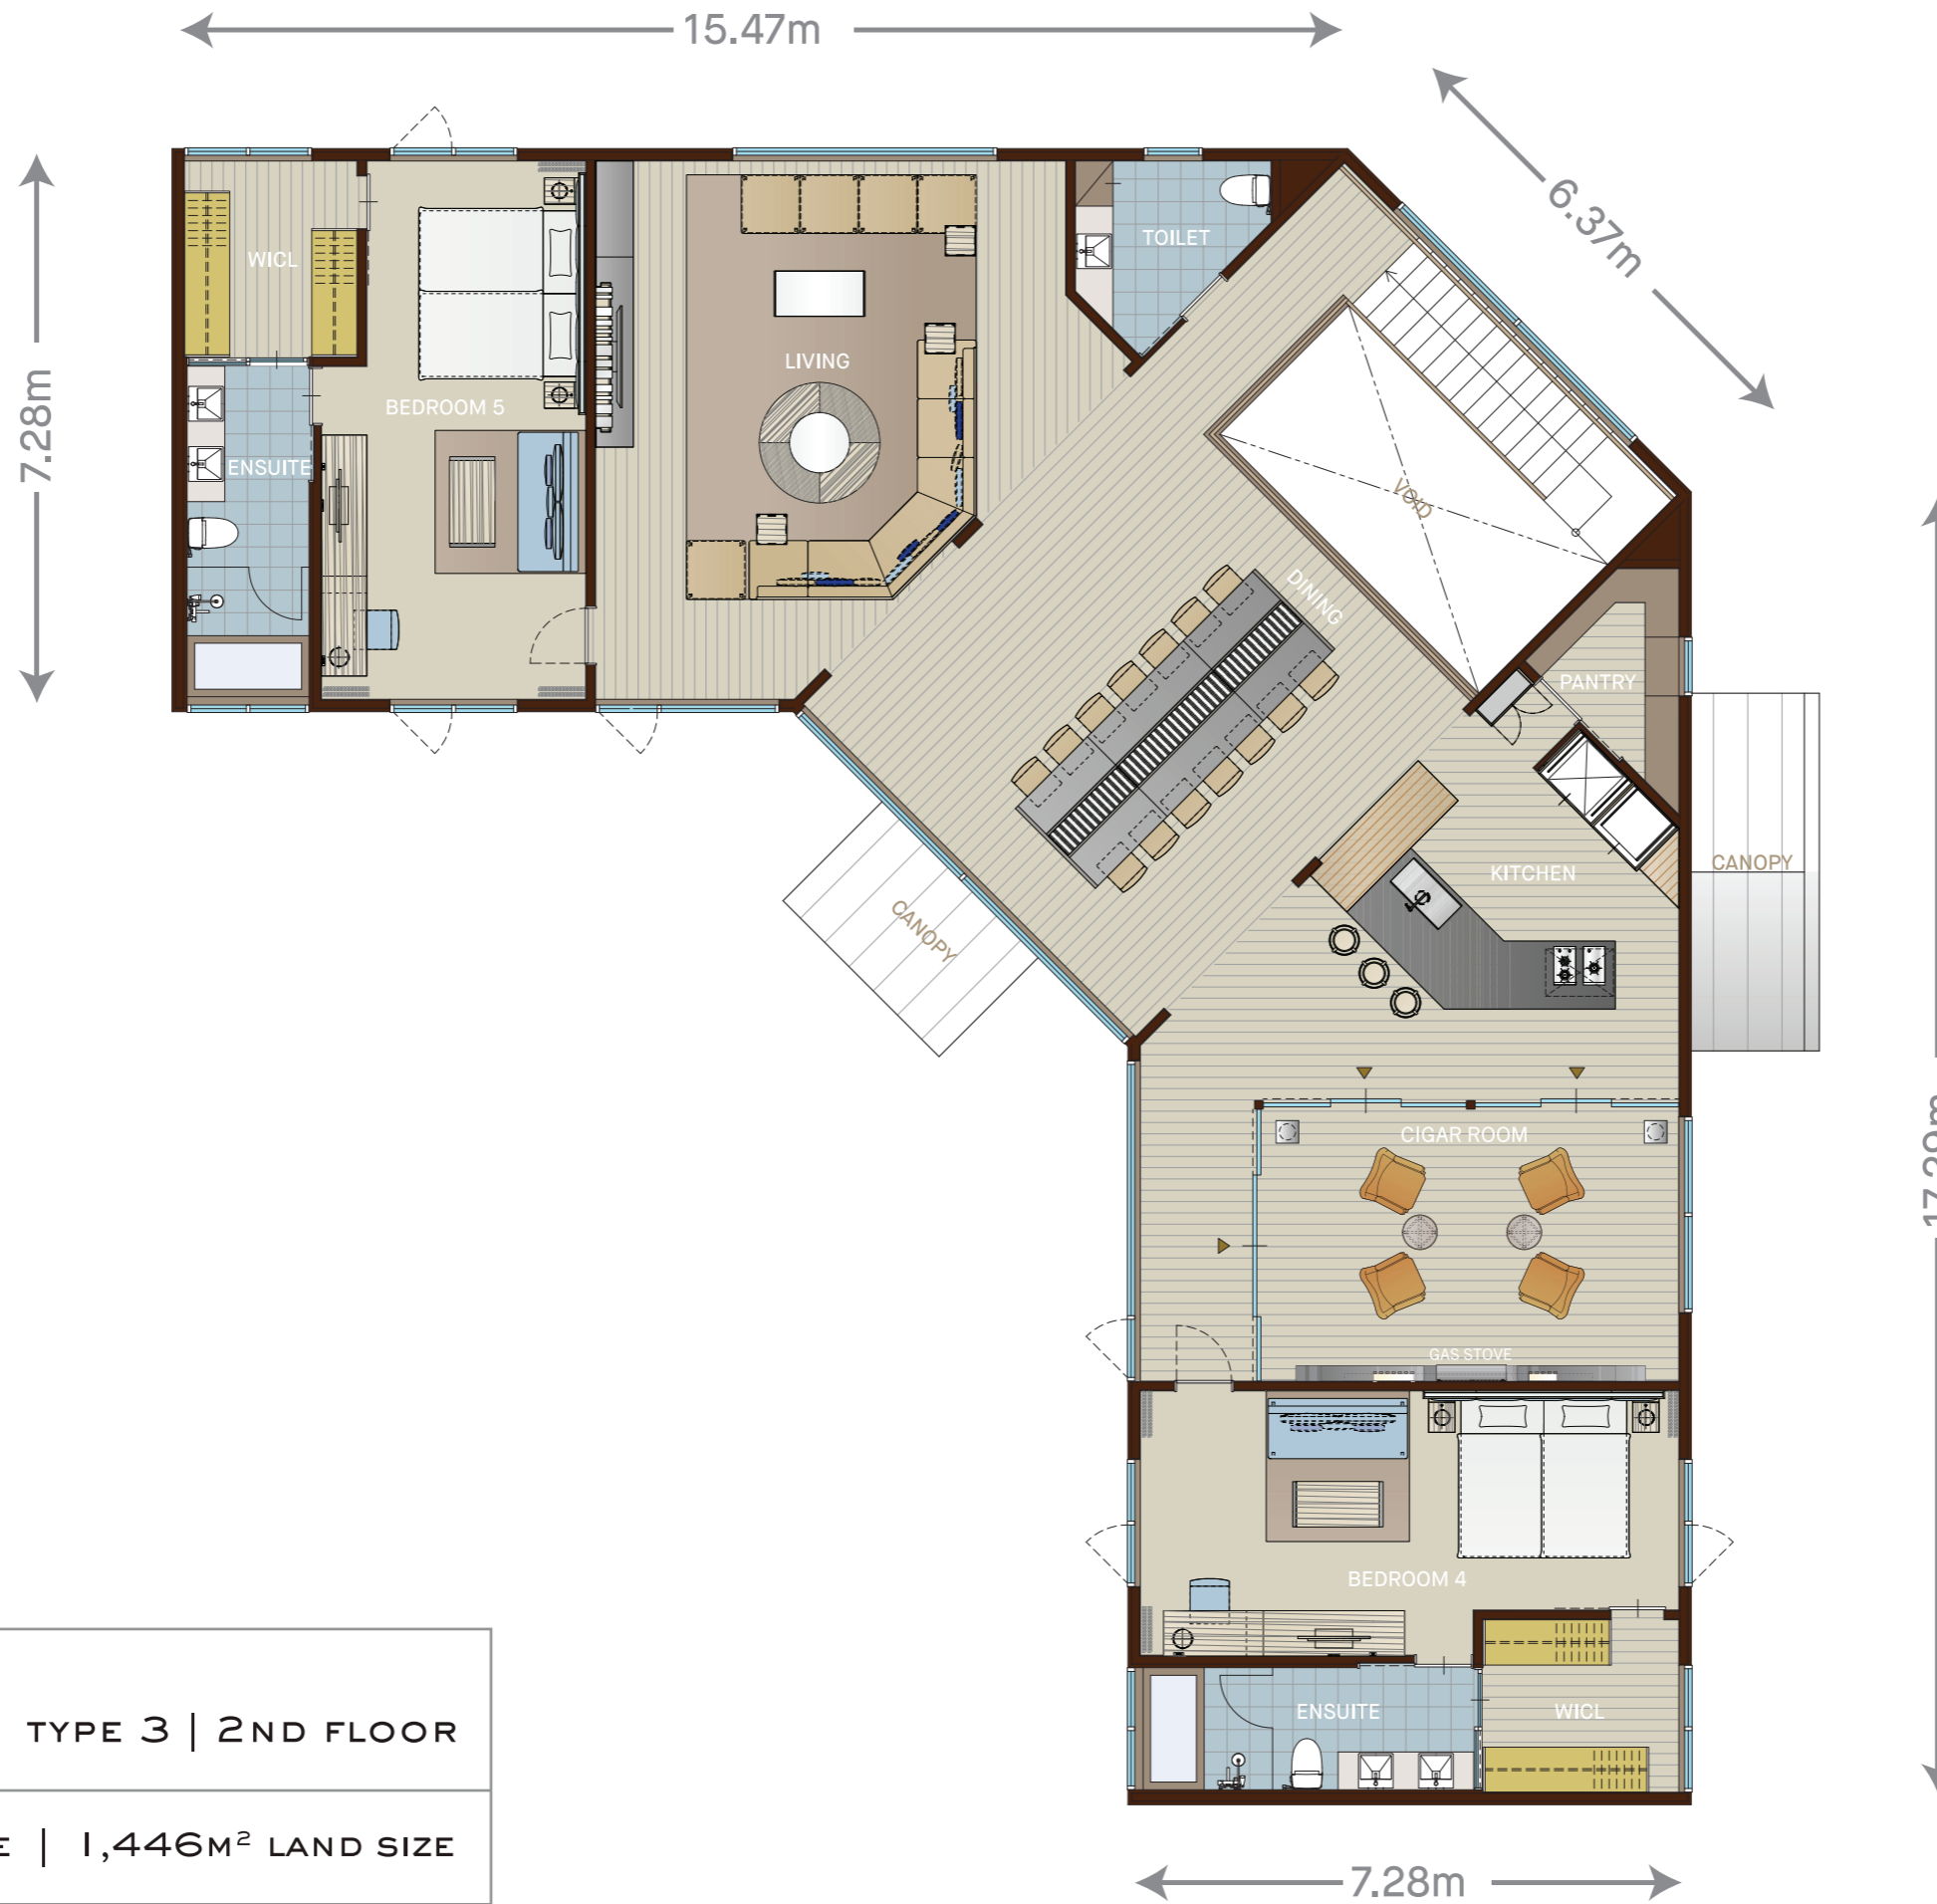 15.47m
6.37m
7.28m
TOILET
WICL
LIVING
BEDROOM 5
ENSUITE
VOID
DINING
PANTRY
CANOPY
KITCHEN
CANOPY
CIGAR ROOM
GAS STOVE
BEDROOM 4
ENSUITE
WICL
TYPE 3 | 2ND FLOOR
| 1,446M² LAND SIZE
7.28m